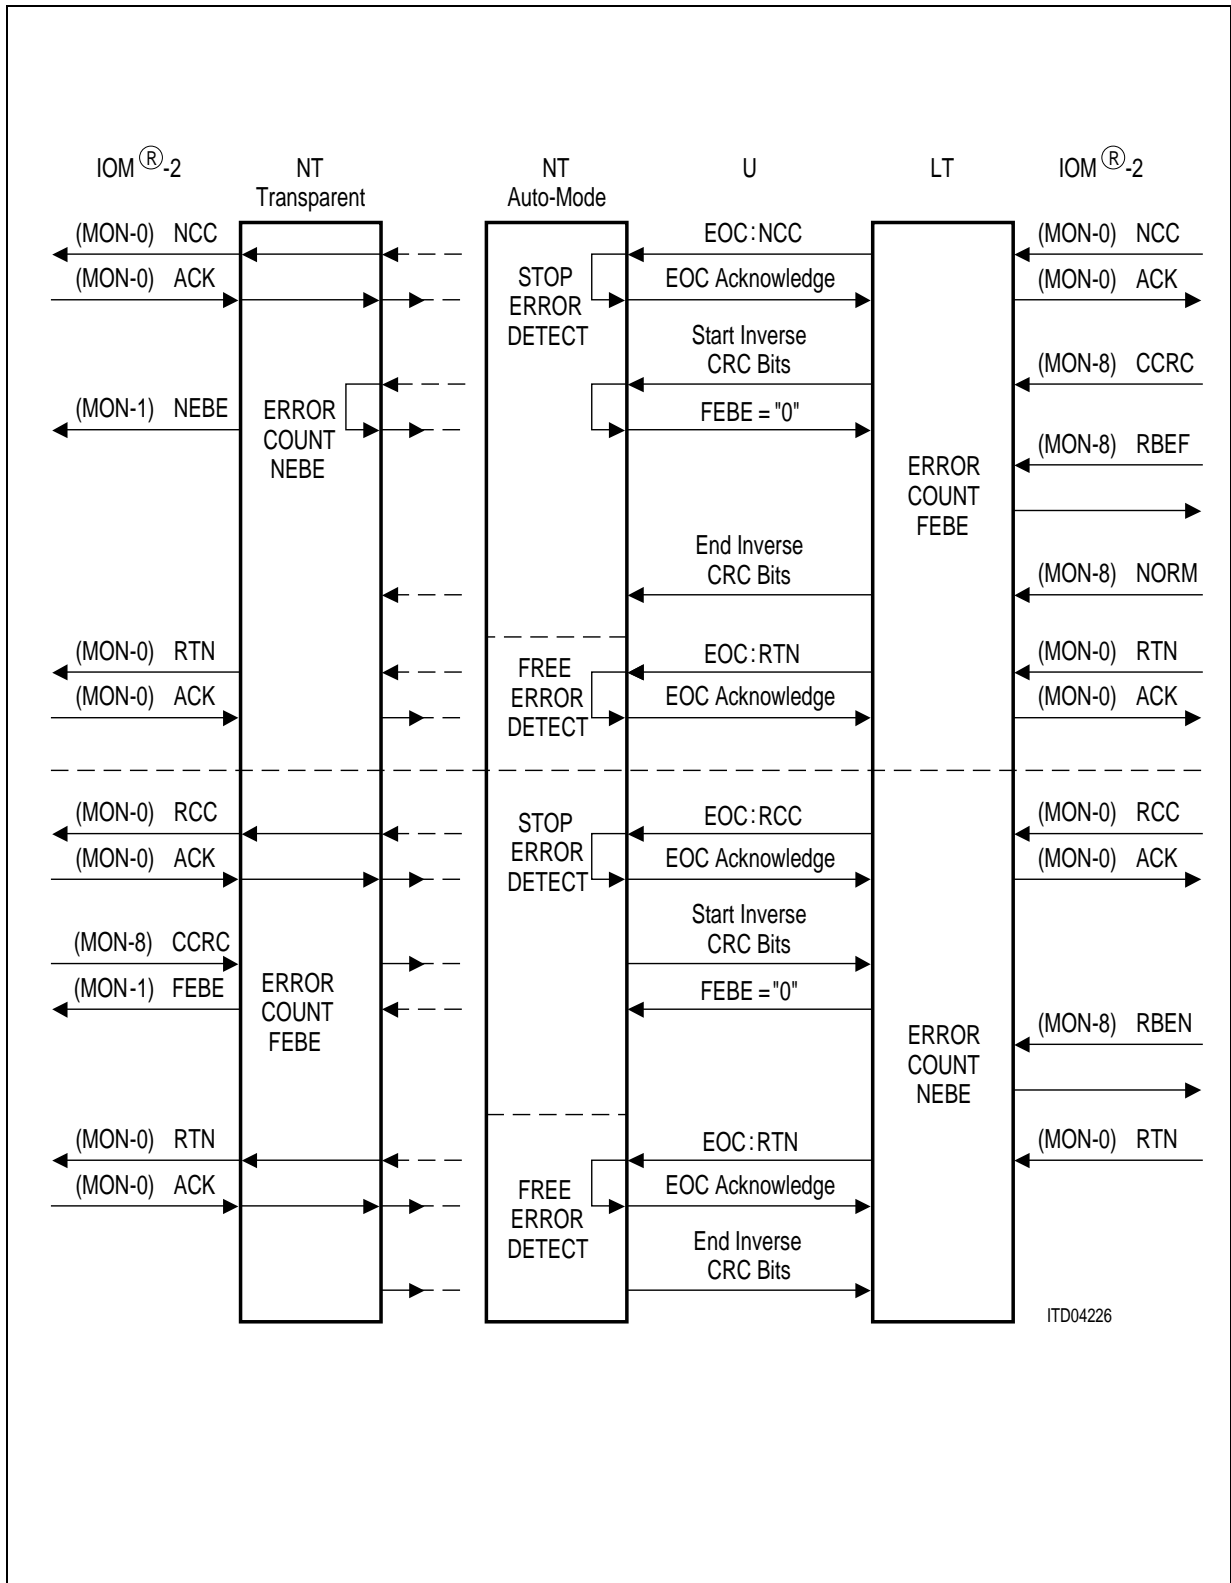 IOM®-2 NT NT U LT IOM®-2
Transparent Auto-Mode
(MON-0) NCC EOC:NCC (MON-0) NCC
(MON-0) ACK STOP EOC Acknowledge (MON-0) ACK
ERROR
DETECT Start Inverse
CRC Bits (MON-8) CCRC
(MON-1) NEBE ERROR FEBE = "0"
COUNT (MON-8) RBEF
NEBE ERROR
COUNT
FEBE
End Inverse
CRC Bits (MON-8) NORM
(MON-0) RTN FREE EOC:RTN (MON-0) RTN
(MON-0) ACK ERROR EOC Acknowledge (MON-0) ACK
DETECT
(MON-0) RCC STOP EOC:RCC (MON-0) RCC
(MON-0) ACK ERROR EOC Acknowledge (MON-0) ACK
DETECT
Start Inverse
(MON-8) CCRC CRC Bits
(MON-1) FEBE ERROR FEBE = "0"
COUNT (MON-8) RBEN
FEBE ERROR
COUNT
NEBE
(MON-0) RTN EOC:RTN (MON-0) RTN
(MON-0) ACK FREE EOC Acknowledge
ERROR
DETECT End Inverse
CRC Bits
ITD04226